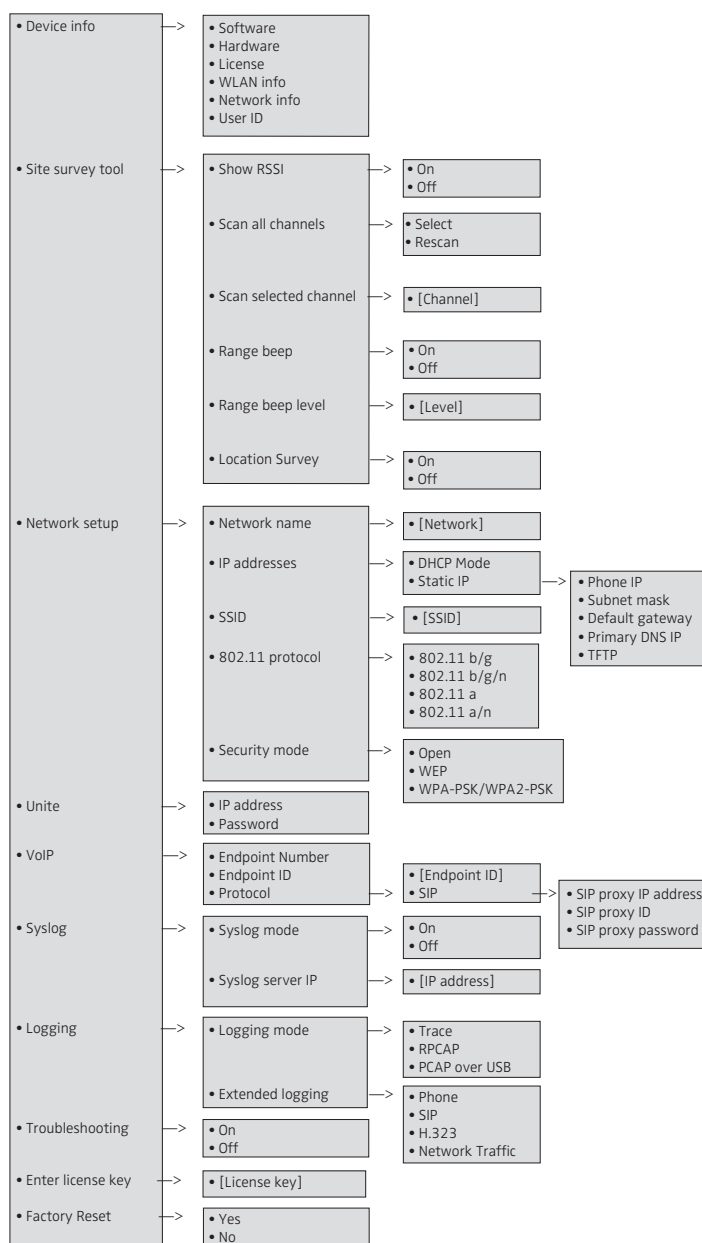 • Device info —>
• Software
• Hardware
• License
• WLAN info
• Network info
• User ID
• Site survey tool —>
• Show RSSI —>
• On
• Off
• Scan all channels —>
• Select
• Rescan
• Scan selected channel —>
• [Channel]
• Range beep —>
• On
• Off
• Range beep level —>
• [Level]
• Location Survey —>
• On
• Off
• Network setup —>
• Network name —>
• [Network]
• IP addresses —>
• DHCP Mode
• Static IP —>
• Phone IP
• Subnet mask
• Default gateway
• Primary DNS IP
• TFTP
• SSID —>
• [SSID]
• 802.11 protocol —>
• 802.11 b/g
• 802.11 b/g/n
• 802.11 a
• 802.11 a/n
• Security mode —>
• Open
• WEP
• WPA-PSK/WPA2-PSK
• Unite —>
• IP address
• Password
• VoIP —>
• Endpoint Number
• Endpoint ID
• Protocol —>
• [Endpoint ID]
• SIP —>
• SIP proxy IP address
• SIP proxy ID
• SIP proxy password
• Syslog —>
• Syslog mode —>
• On
• Off
• Syslog server IP —>
• [IP address]
• Logging —>
• Logging mode —>
• Trace
• RPCAP
• PCAP over USB
• Extended logging —>
• Phone
• SIP
• H.323
• Network Traffic
• Troubleshooting —>
• On
• Off
• Enter license key —>
• [License key]
• Factory Reset —>
• Yes
• No